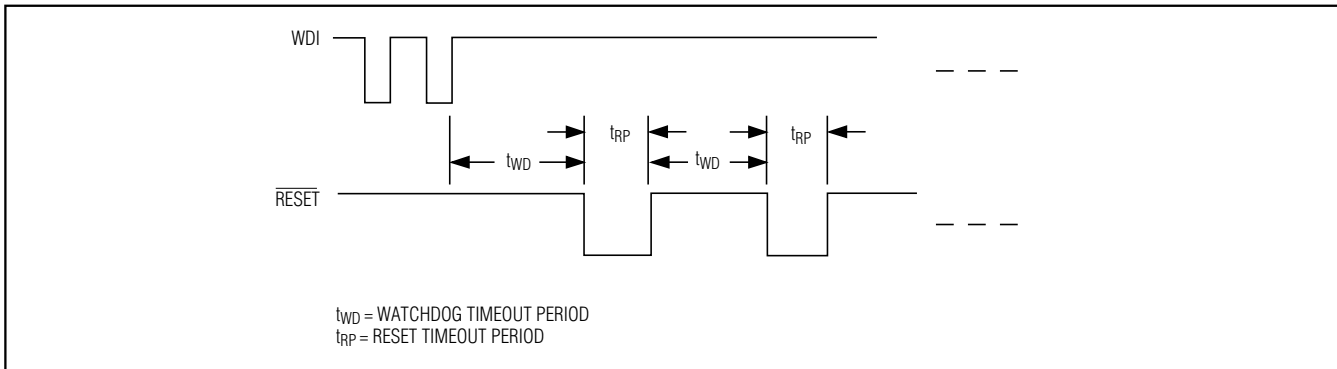 WDI
tRP
tRP
tWD
tWD
RESET
tWD = WATCHDOG TIMEOUT PERIOD
tRP = RESET TIMEOUT PERIOD